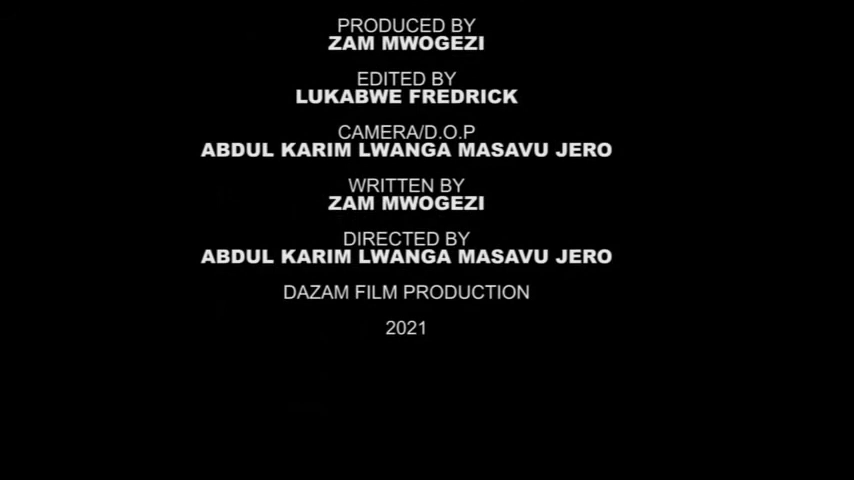 PRODUCED BY
ZAM MWOGEZI
EDITED BY
LUKABWE FREDRICK
CAMERA/D.O.P
ABDUL KARIM LWANGA MASAVU JERO
WRITTEN BY
ZAM MWOGEZI
DIRECTED BY
ABDUL KARIM LWANGA MASAVU JERO
DAZAM FILM PRODUCTION
2021